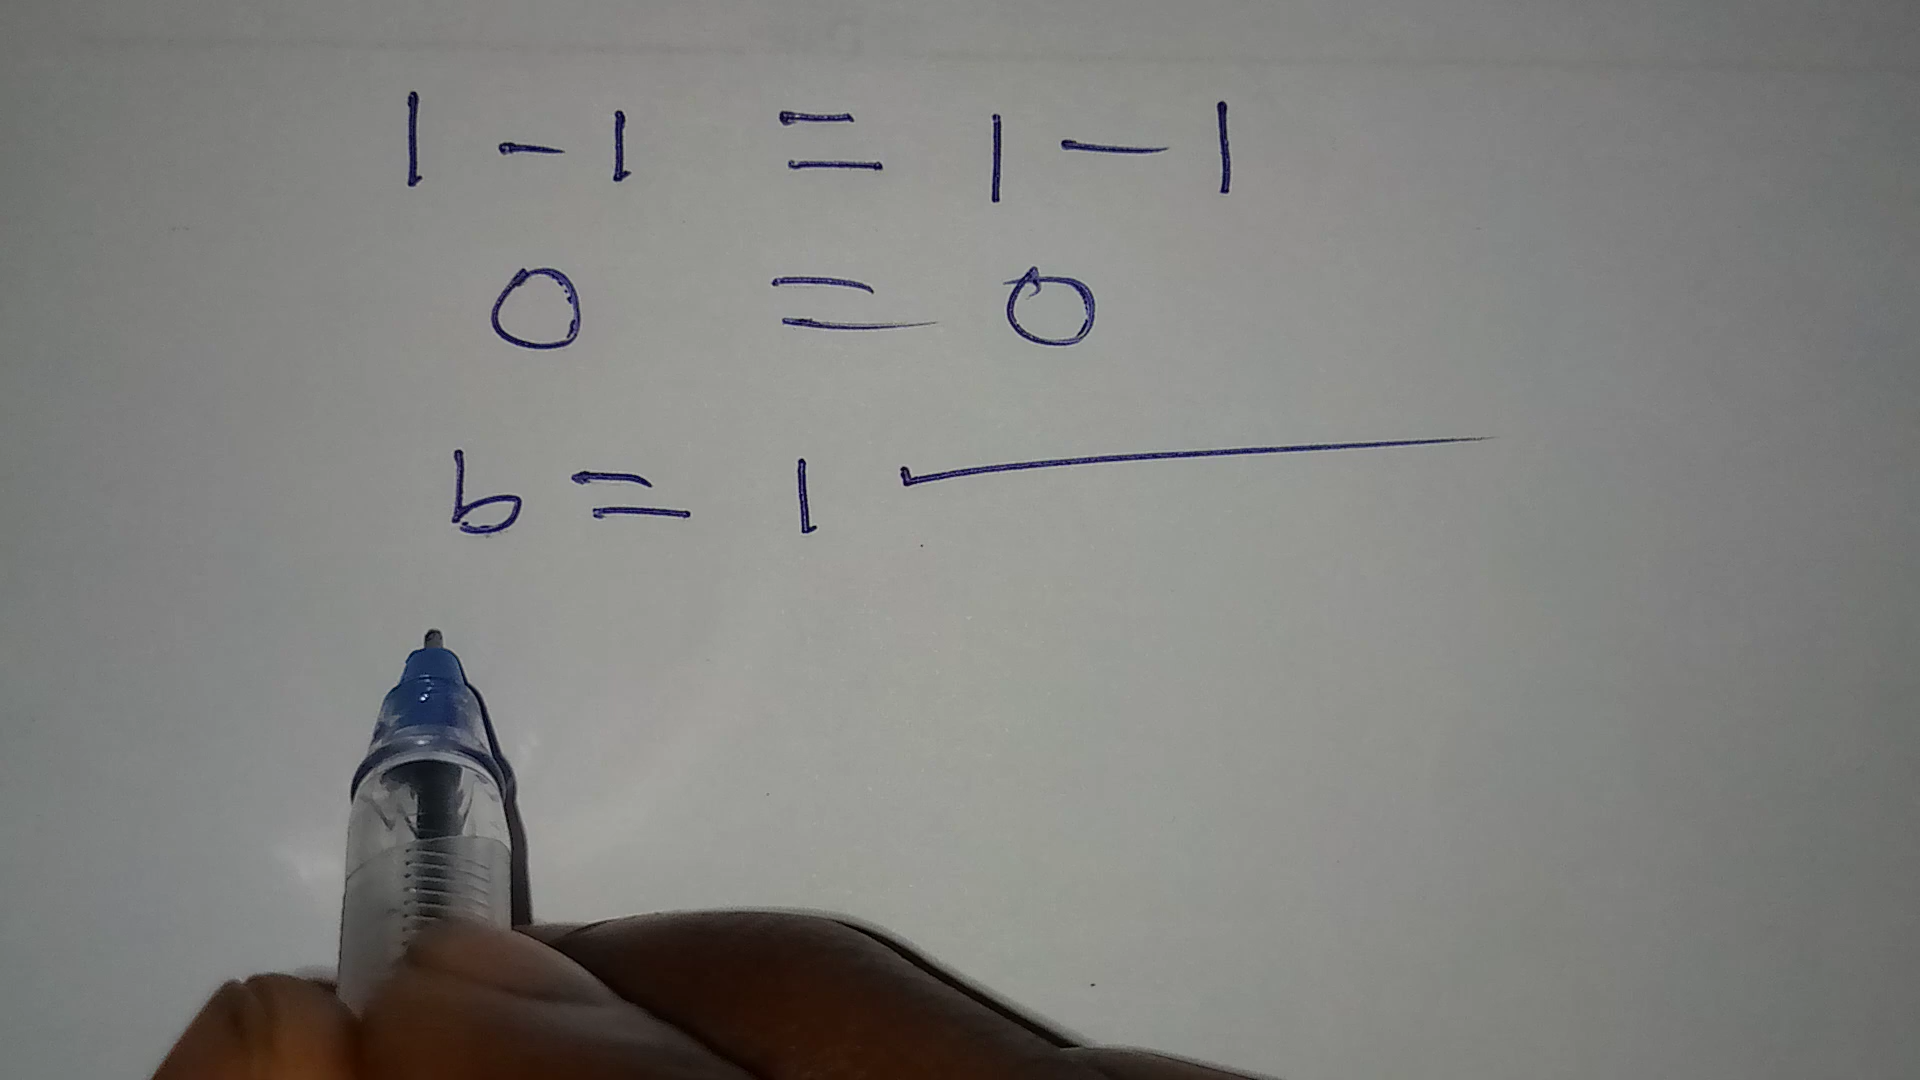 1 - 1 = 1 - 1
0 = 0
b = 1